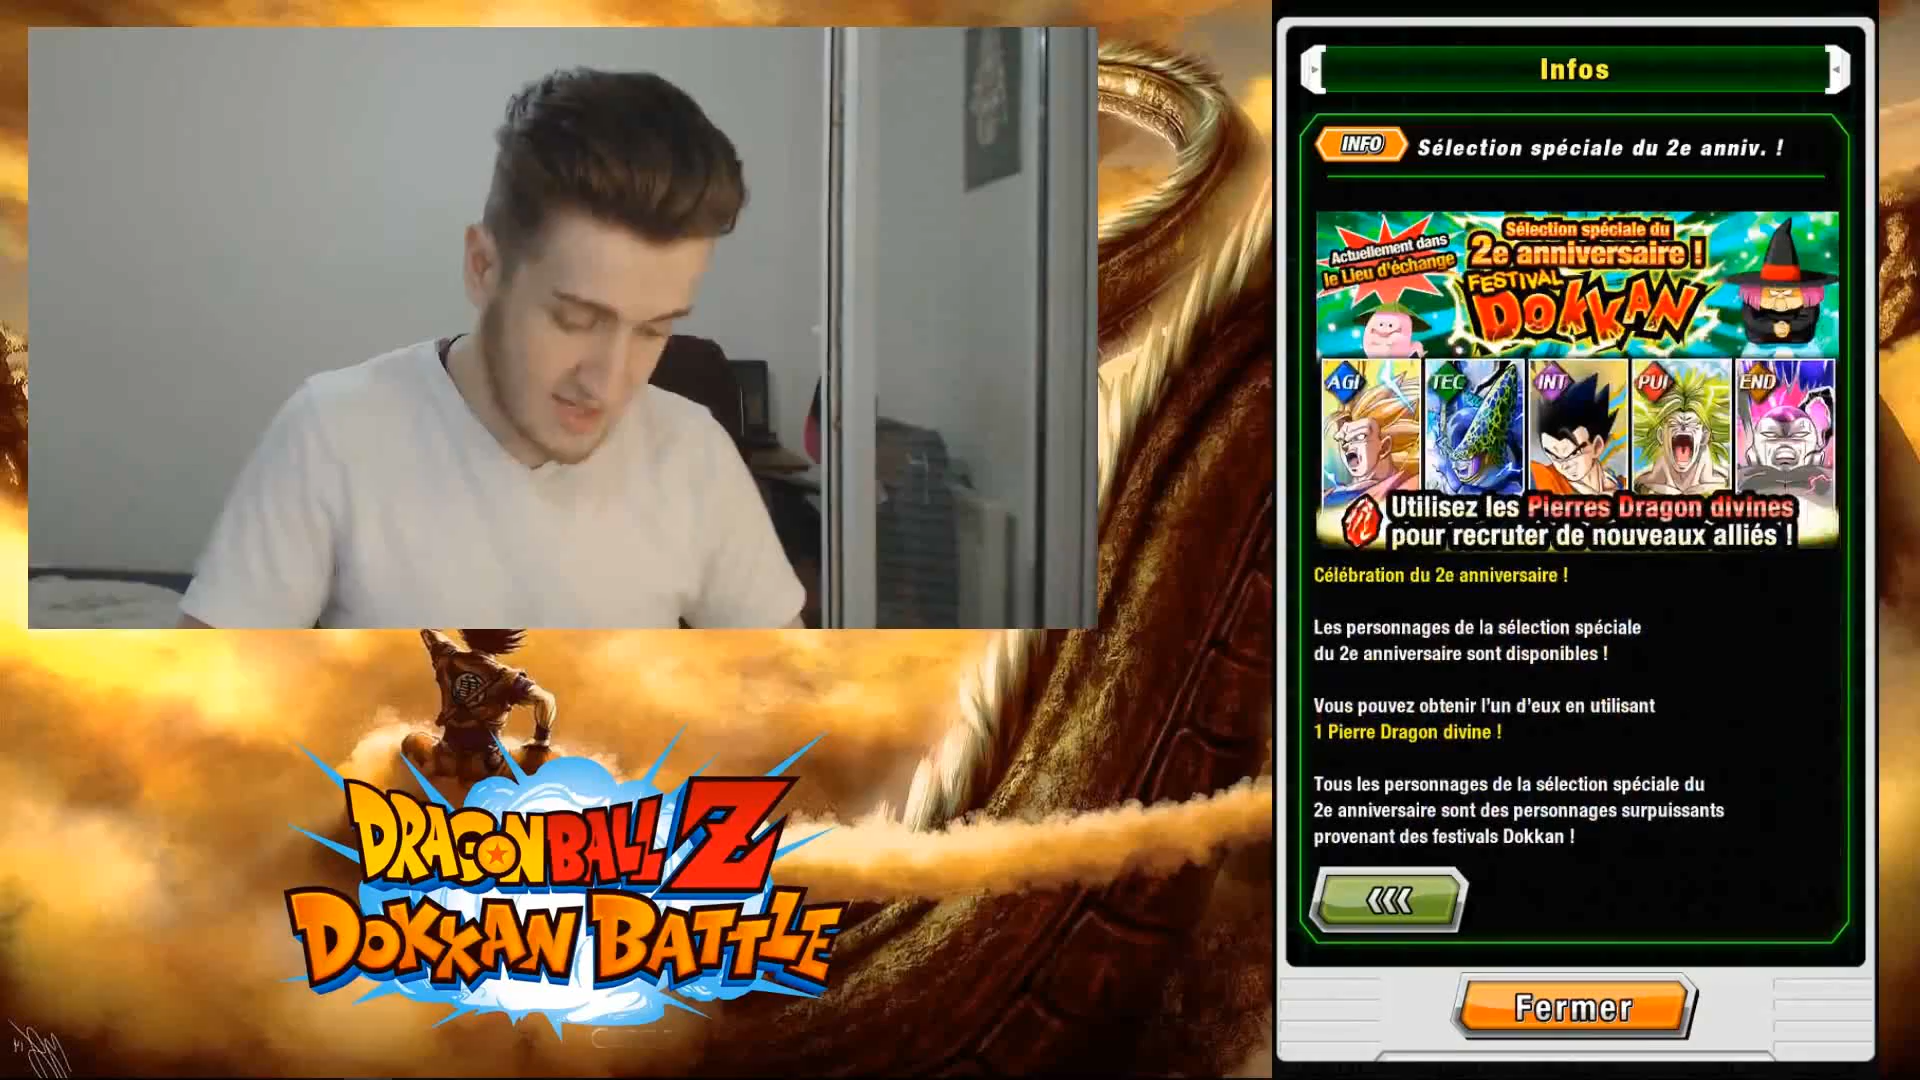 Infos
INFO Sélection spéciale du 2e anniv. !
Actuellement dans
le Lieu d'échange
Sélection spéciale du
2e anniversaire !
FESTIVAL
DOKKAN
AGI TEC INT PUI END
Utilisez les Pierres Dragon divines
pour recruter de nouveaux alliés !
Célébration du 2e anniversaire !
Les personnages de la sélection spéciale
du 2e anniversaire sont disponibles !
Vous pouvez obtenir l'un d'eux en utilisant
1 Pierre Dragon divine !
Tous les personnages de la sélection spéciale du
2e anniversaire sont des personnages surpuissants
provenant des festivals Dokkan !
Fermer
DRAGON BALL Z
DOKKAN BATTLE